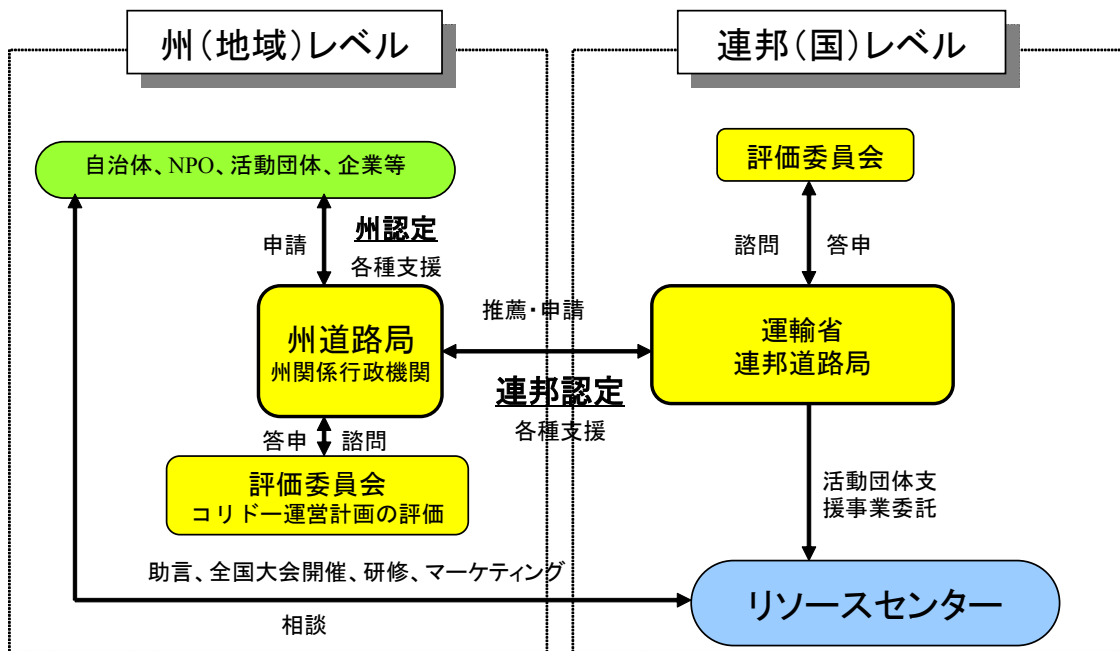 州（地域）レベル
連邦（国）レベル
自治体、NPO、活動団体、企業等
評価委員会
申請
州認定
各種支援
諮問
答申
州道路局
州関係行政機関
推薦・申請
連邦認定
各種支援
運輸省
連邦道路局
答申
諮問
評価委員会
コリドー運営計画の評価
活動団体支
援事業委託
助言、全国大会開催、研修、マーケティング
相談
リソースセンター